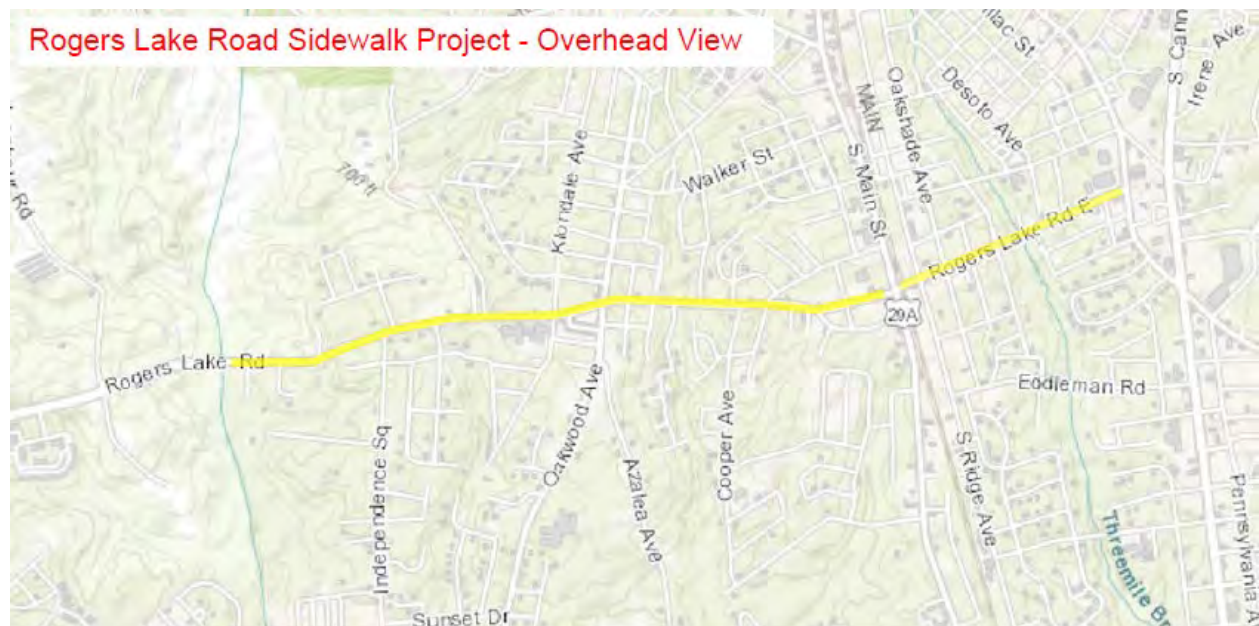 Rogers Lake Road Sidewalk Project - Overhead View
S Cann
Irene Ave
Desoto Ave
Oakshade Ave
MAIN
S Main St
Walker St
Klondale Ave
700 ft
Rd
Rogers Lake Rd E
29A
Rogers Lake Rd
Eddleman Rd
Independence Sq
Oakwood Ave
Azalea Ave
Cooper Ave
S Ridge Ave
Threemile Br
Pennsylvania A
Sunset Dr